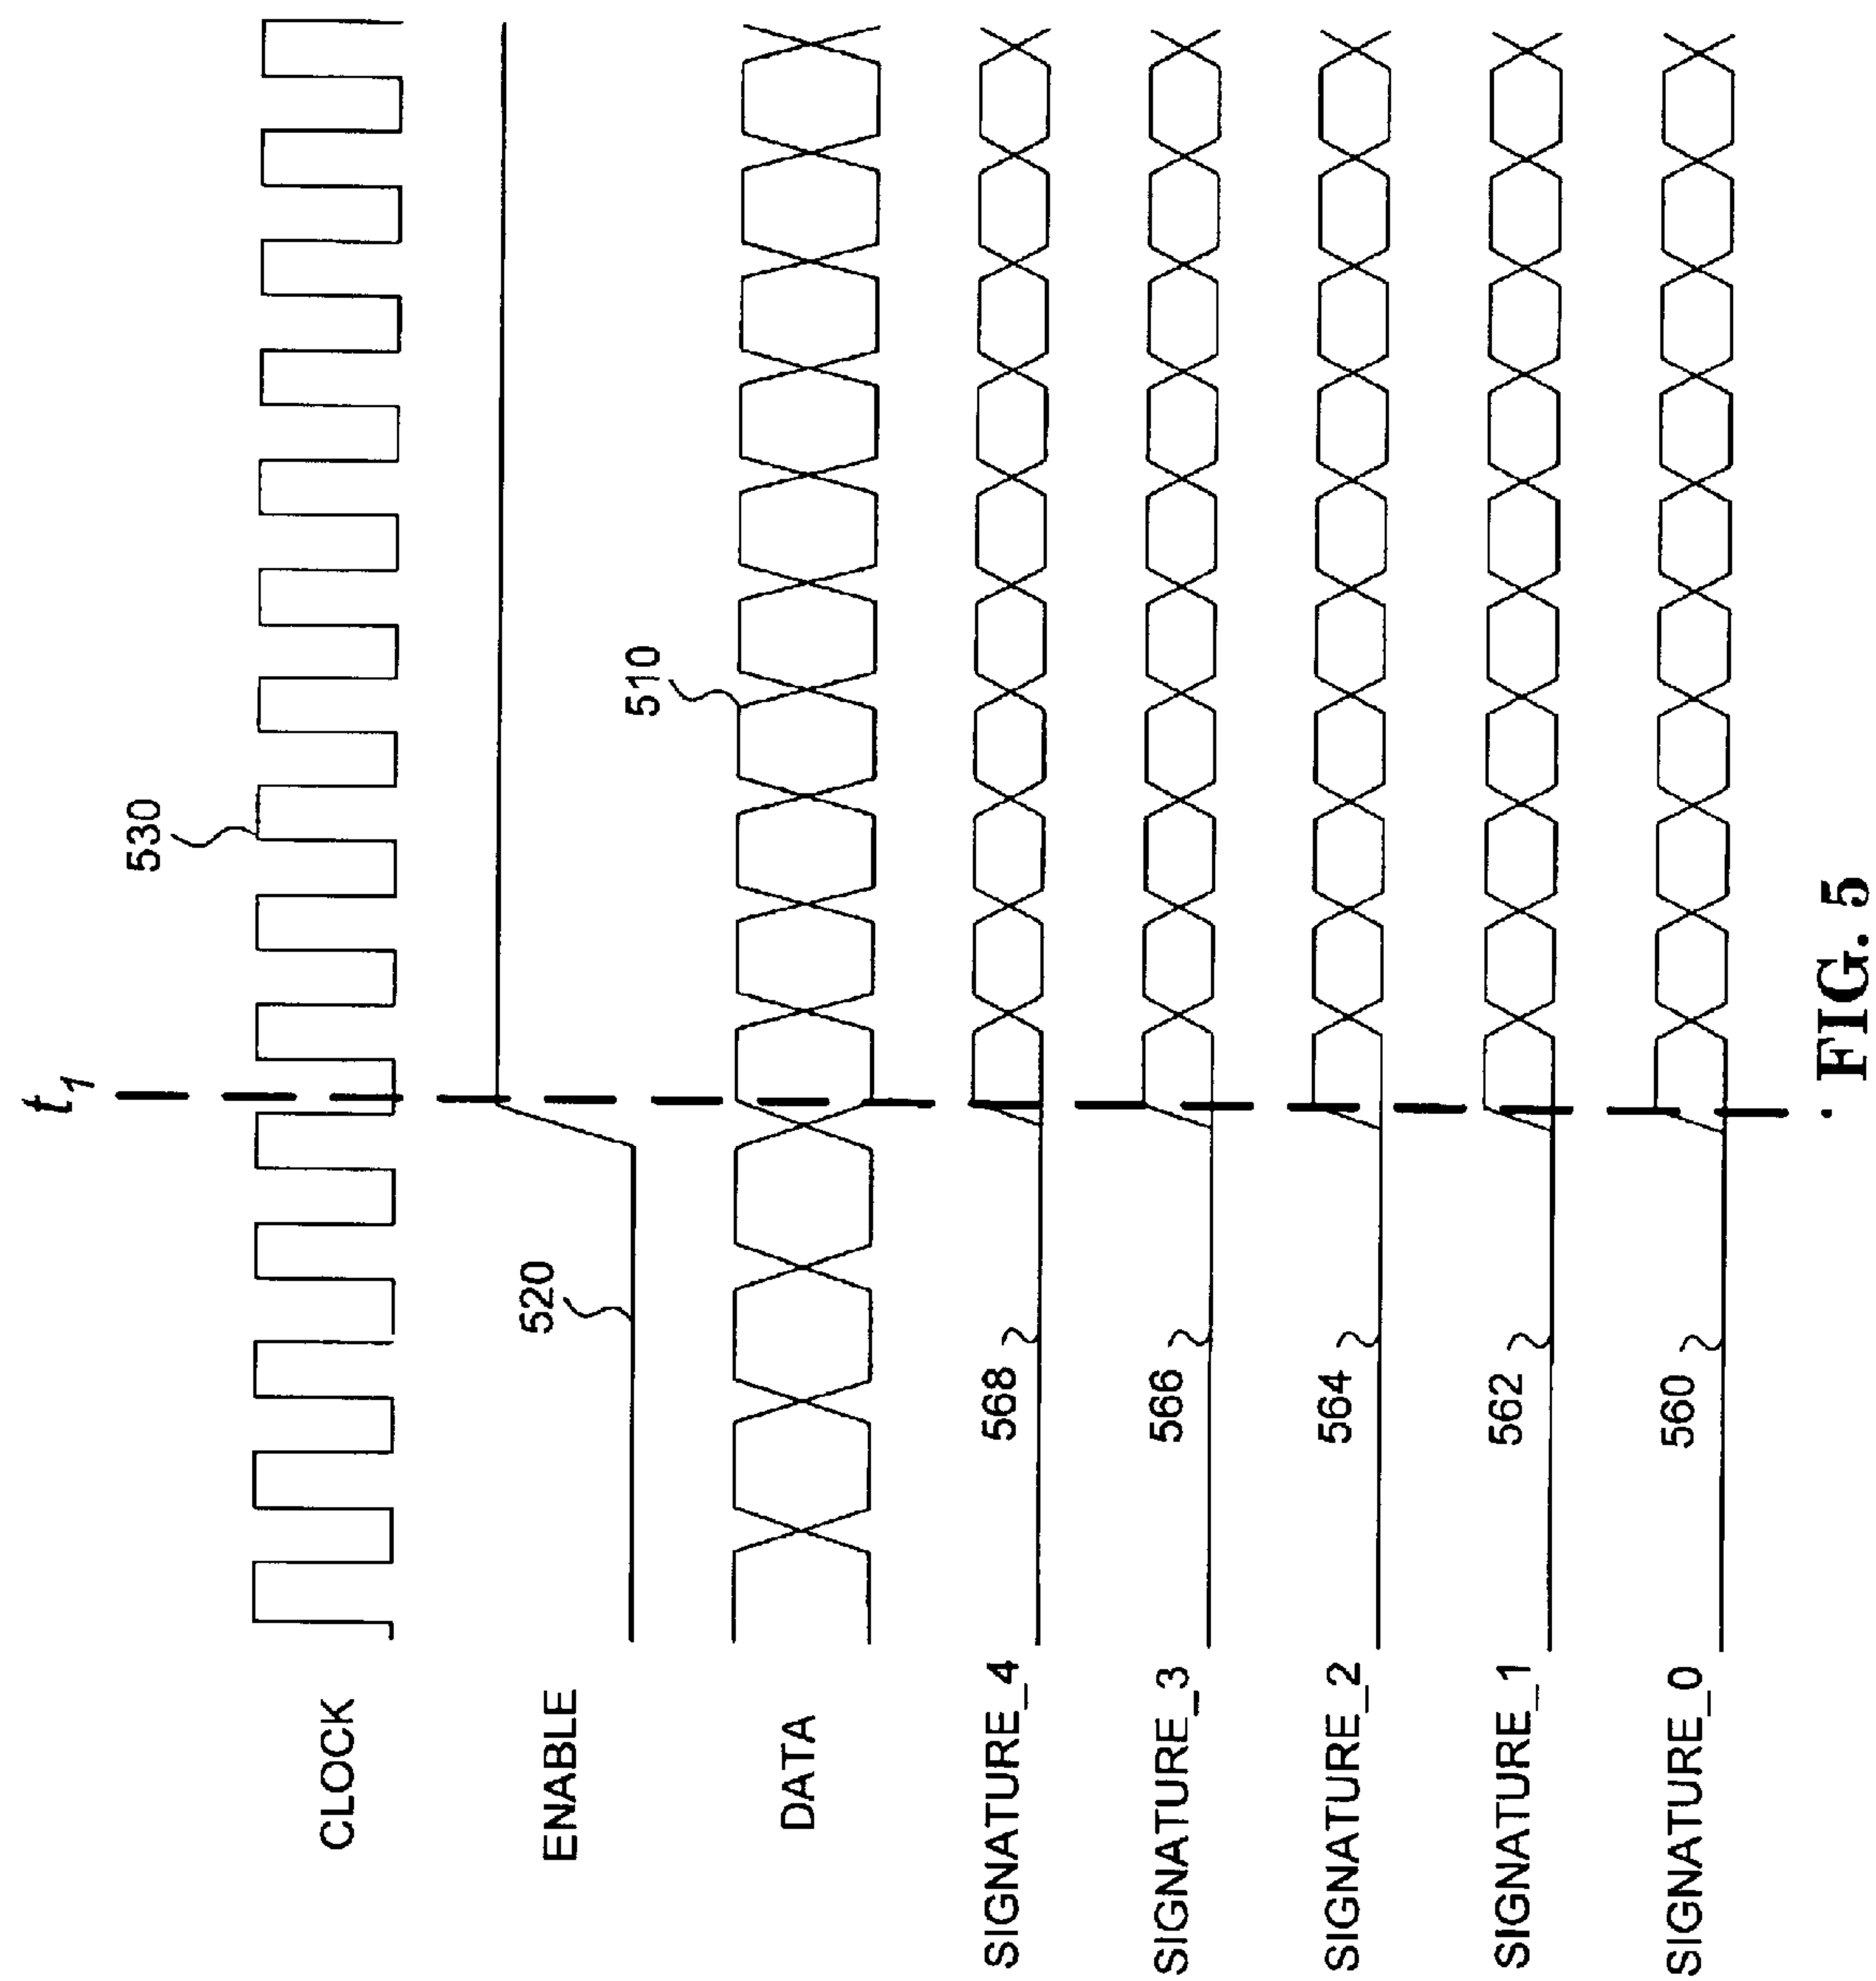 t1
CLOCK
530
ENABLE
520
DATA
510
SIGNATURE_4
568
SIGNATURE_3
566
SIGNATURE_2
564
SIGNATURE_1
562
SIGNATURE_0
560
FIG. 5